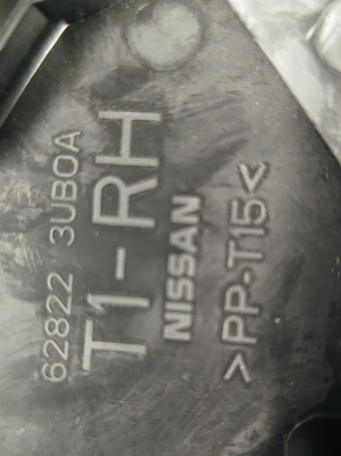 62822 3UB0A
T1-RH
NISSAN
>PP-T15<